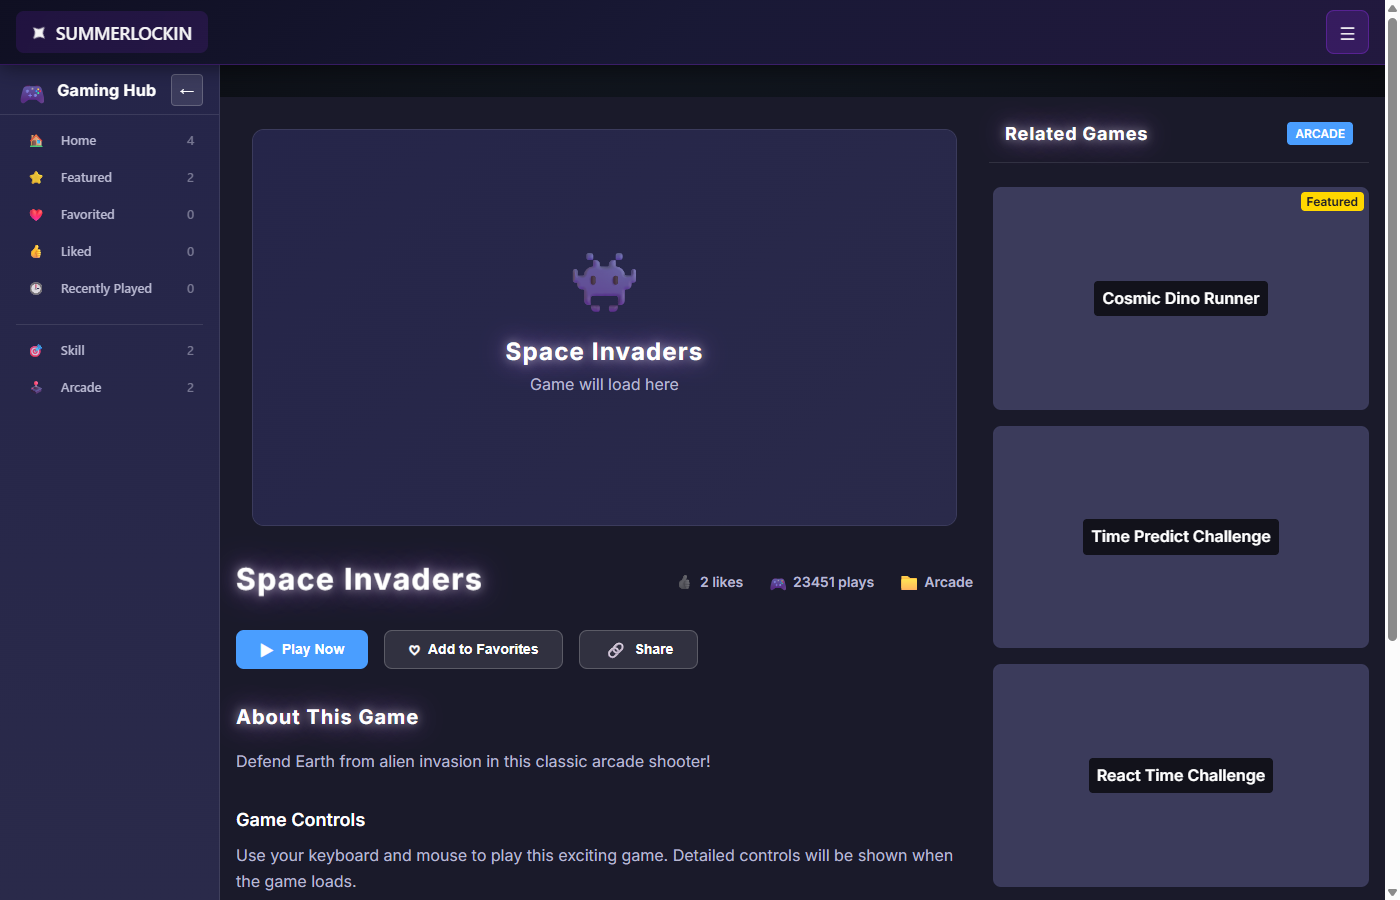 SUMMERLOCKIN
Gaming Hub
Home 4
Featured 2
Favorited 0
Liked 0
Recently Played 0
Skill 2
Arcade 2
Space Invaders
Game will load here
Space Invaders
2 likes
23451 plays
Arcade
Play Now
Add to Favorites
Share
About This Game
Defend Earth from alien invasion in this classic arcade shooter!
Game Controls
Use your keyboard and mouse to play this exciting game. Detailed controls will be shown when
the game loads.
Related Games
ARCADE
Featured
Cosmic Dino Runner
Time Predict Challenge
React Time Challenge